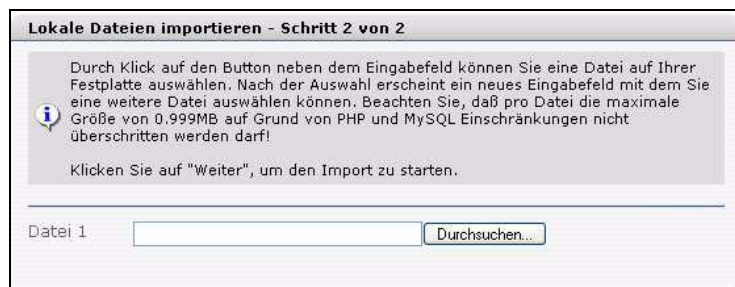 Lokale Dateien importieren - Schritt 2 von 2
Durch Klick auf den Button neben dem Eingabefeld können Sie eine Datei auf Ihrer
Festplatte auswählen. Nach der Auswahl erscheint ein neues Eingabefeld mit dem Sie
eine weitere Datei auswählen können. Beachten Sie, daß pro Datei die maximale
Größe von 0.999MB auf Grund von PHP und MySQL Einschränkungen nicht
überschritten werden darf!
Klicken Sie auf "Weiter", um den Import zu starten.
Datei 1
Durchsuchen...